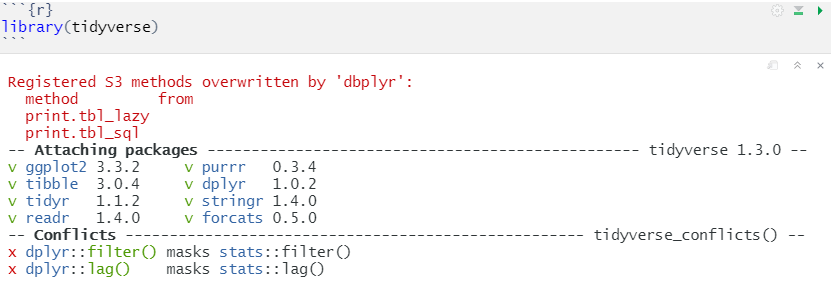 ```{r}
library(tidyverse)
```
Registered S3 methods overwritten by 'dbplyr':
  method         from
  print.tbl_lazy
  print.tbl_sql
-- Attaching packages ------------------------------------------------- tidyverse 1.3.0 --
v ggplot2 3.3.2     v purrr   0.3.4
v tibble  3.0.4     v dplyr   1.0.2
v tidyr   1.1.2     v stringr 1.4.0
v readr   1.4.0     v forcats 0.5.0
-- Conflicts ---------------------------------------------------- tidyverse_conflicts() --
x dplyr::filter() masks stats::filter()
x dplyr::lag()    masks stats::lag()